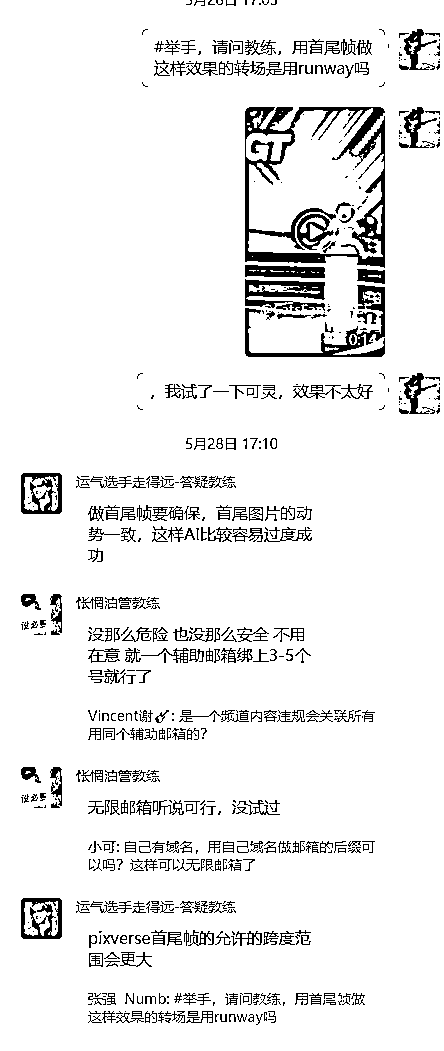 5月28日 17:05
#举手，请问教练，用首尾帧做
这样效果的转场是用runway吗
GT
0:14
，我试了一下可灵，效果不太好
5月28日 17:10
运气选手走得远-答疑教练
做首尾帧要确保，首尾图片的动
势一致，这样AI比较容易过度成
功
怅惘油管教练
没那么危险 也没那么安全 不用
在意 就一个辅助邮箱绑上3-5个
号就行了
Vincent谢: 是一个频道内容违规会关联所有
用同个辅助邮箱的？
怅惘油管教练
无限邮箱听说可行，没试过
小可: 自己有域名，用自己域名做邮箱的后缀可
以吗？这样可以无限邮箱了
运气选手走得远-答疑教练
pixverse首尾帧的允许的跨度范
围会更大
张强 Numb: #举手，请问教练，用首尾帧做
这样效果的转场是用runway吗